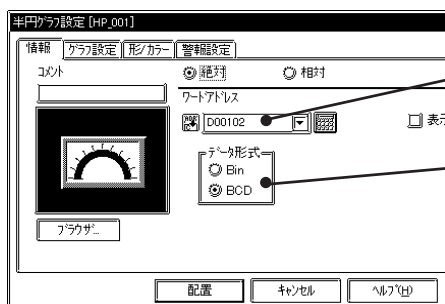 半円グラフ設定 [HP_001]
情報 グラフ設定 形/カラー 警報設定
コメント
絶対 相対
ワードアドレス
D00102
表示
データ形式
Bin
BCD
ブラウザ...
配置 キャンセル ヘルプ(H)